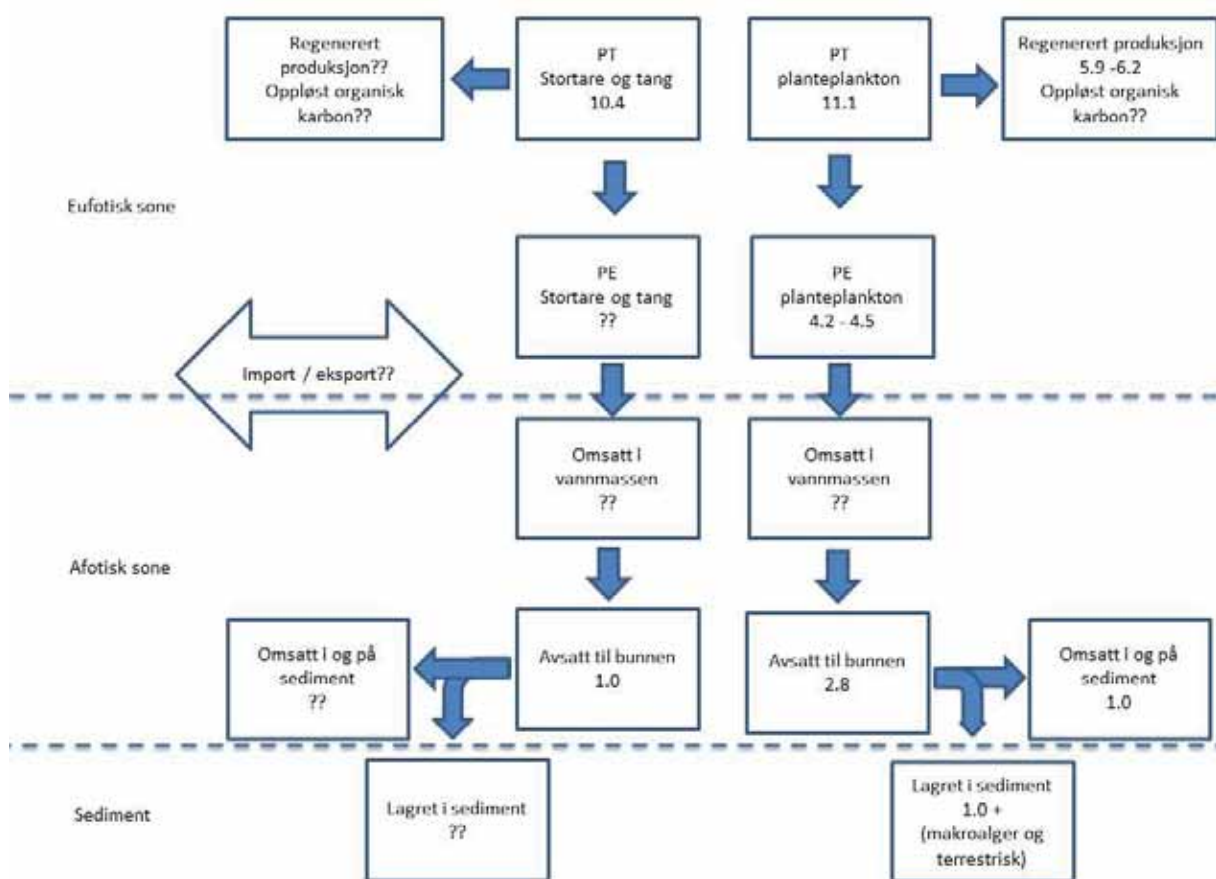 Regenerert
produksjon??
Oppløst organisk
karbon??
PT
Stortare og tang
10.4
PT
planteplankton
11.1
Regenerert produksjon
5.9 -6.2
Oppløst organisk
karbon??
Eufotisk sone
PE
Stortare og tang
??
PE
planteplankton
4.2 - 4.5
Import / eksport??
Omsatt i
vannmassen
??
Omsatt i
vannmassen
??
Afotisk sone
Omsatt i og på
sediment
??
Avsatt til bunnen
1.0
Avsatt til bunnen
2.8
Omsatt i og på
sediment
1.0
Sediment
Lagret i sediment
??
Lagret i sediment
1.0 +
(makroalger og
terrestrisk)